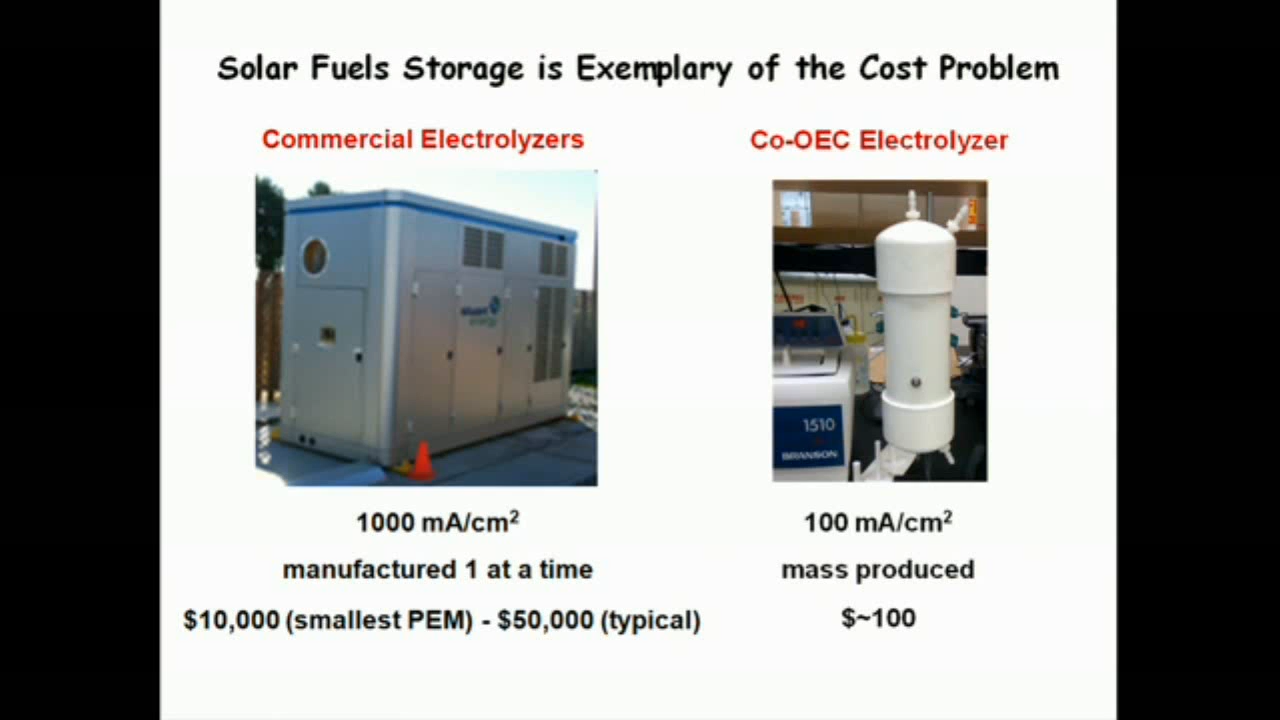 Solar Fuels Storage is Exemplary of the Cost Problem
Commercial Electrolyzers
Co-OEC Electrolyzer
energy
1510
BRANSON
1000 mA/cm²
100 mA/cm²
manufactured 1 at a time
mass produced
$10,000 (smallest PEM) - $50,000 (typical)
$~100